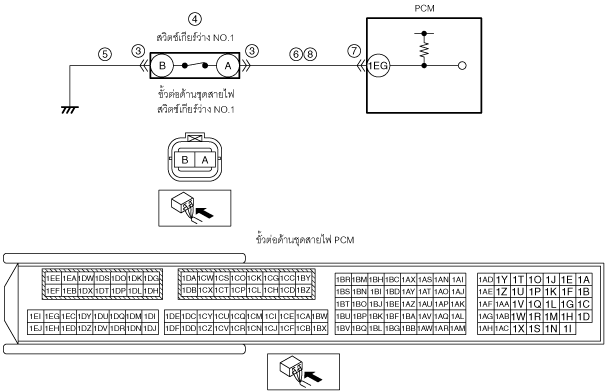 PCM
④
สวิตช์เกียร์ว่าง NO.1
⑤ ③ ③ ⑥⑧ ⑦
B A 1EG
ขั้วต่อด้านชุดสายไฟ
สวิตช์เกียร์ว่าง NO.1
B A
ขั้วต่อด้านชุดสายไฟ PCM
1EE 1EA 1DW 1DS 1DO 1DK 1DG 1DA 1CW 1CS 1CO 1CK 1CG 1CC 1BY 1BR 1BM 1BH 1BC 1AX 1AS 1AN 1AI 1AD 1Y 1T 1O 1J 1E 1A
1EF 1EB 1DX 1DT 1DP 1DL 1DH 1DB 1CX 1CT 1CP 1CL 1CH 1CD 1BZ 1BS 1BN 1BI 1BD 1AY 1AT 1AO 1AJ 1AE 1Z 1U 1P 1K 1F 1B
1BT 1BO 1BJ 1BE 1AZ 1AU 1AP 1AK 1AF 1AA 1V 1Q 1L 1G 1C
1EI 1EG 1EC 1DY 1DU 1DQ 1DM 1DI 1DE 1DC 1CY 1CU 1CQ 1CM 1CI 1CE 1CA 1BW 1BU 1BP 1BK 1BF 1BA 1AV 1AQ 1AL 1AG 1AB 1W 1R 1M 1H 1D
1EJ 1EH 1ED 1DZ 1DV 1DR 1DN 1DJ 1DF 1DD 1CZ 1CV 1CR 1CN 1CJ 1CF 1CB 1BX 1BV 1BQ 1BL 1BG 1BB 1AW 1AR 1AM 1AH 1AC 1X 1S 1N 1I